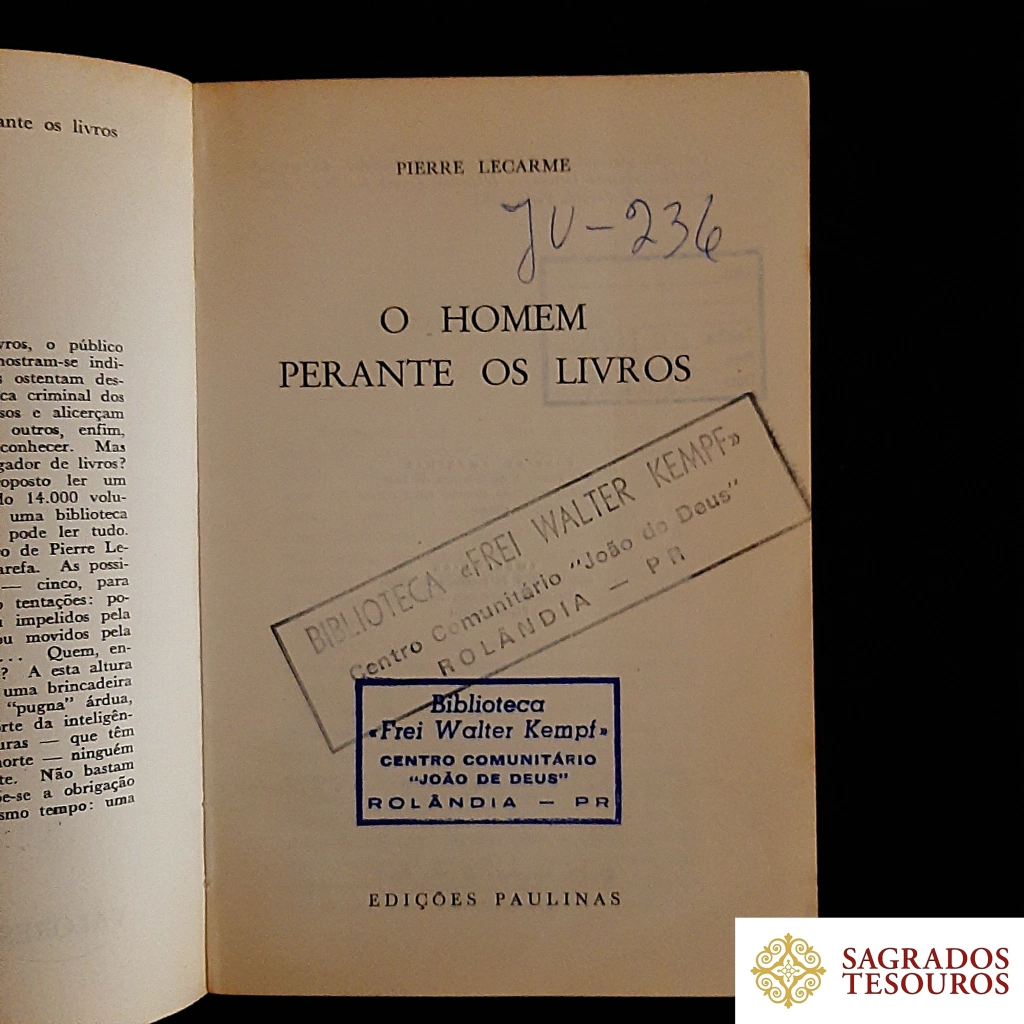 ante os livros
vros, o público
nostram-se indi-
s ostentam des-
ca criminal dos
sos e alicerçam
outros, enfim,
conhecer. Mas
gador de livros?
oposto ler um
do 14.000 volu-
uma biblioteca
pode ler tudo.
o de Pierre Le-
arefa. As possi-
— cinco, para
o tentações: po-
n impelidos pela
ou movidos pela
... Quem, en-
? A esta altura
uma brincadeira
"pugna" árdua,
orte da inteligên-
uras — que têm
norte — ninguém
te. Não bastam
õe-se a obrigação
smo tempo: uma
PIERRE LECARME
JV-236
O HOMEM
PERANTE OS LIVROS
BIBLIOTECA «FREI WALTER KEMPF»
Centro Comunitário "João de Deus"
ROLÂNDIA — PR
Biblioteca
«Frei Walter Kempf»
CENTRO COMUNITÁRIO
"JOÃO DE DEUS"
ROLÂNDIA — PR
EDIÇÕES PAULINAS
SAGRADOS
TESOUROS